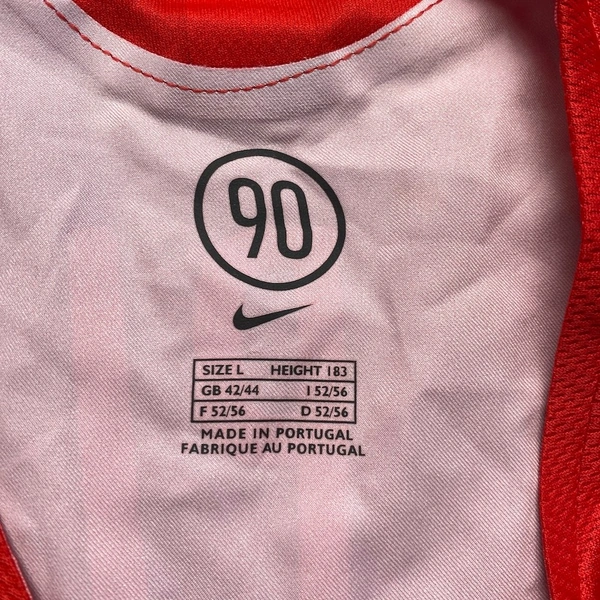 90
SIZE L HEIGHT 183
GB 42/44 I 52/56
F 52/56 D 52/56
MADE IN PORTUGAL
FABRIQUE AU PORTUGAL